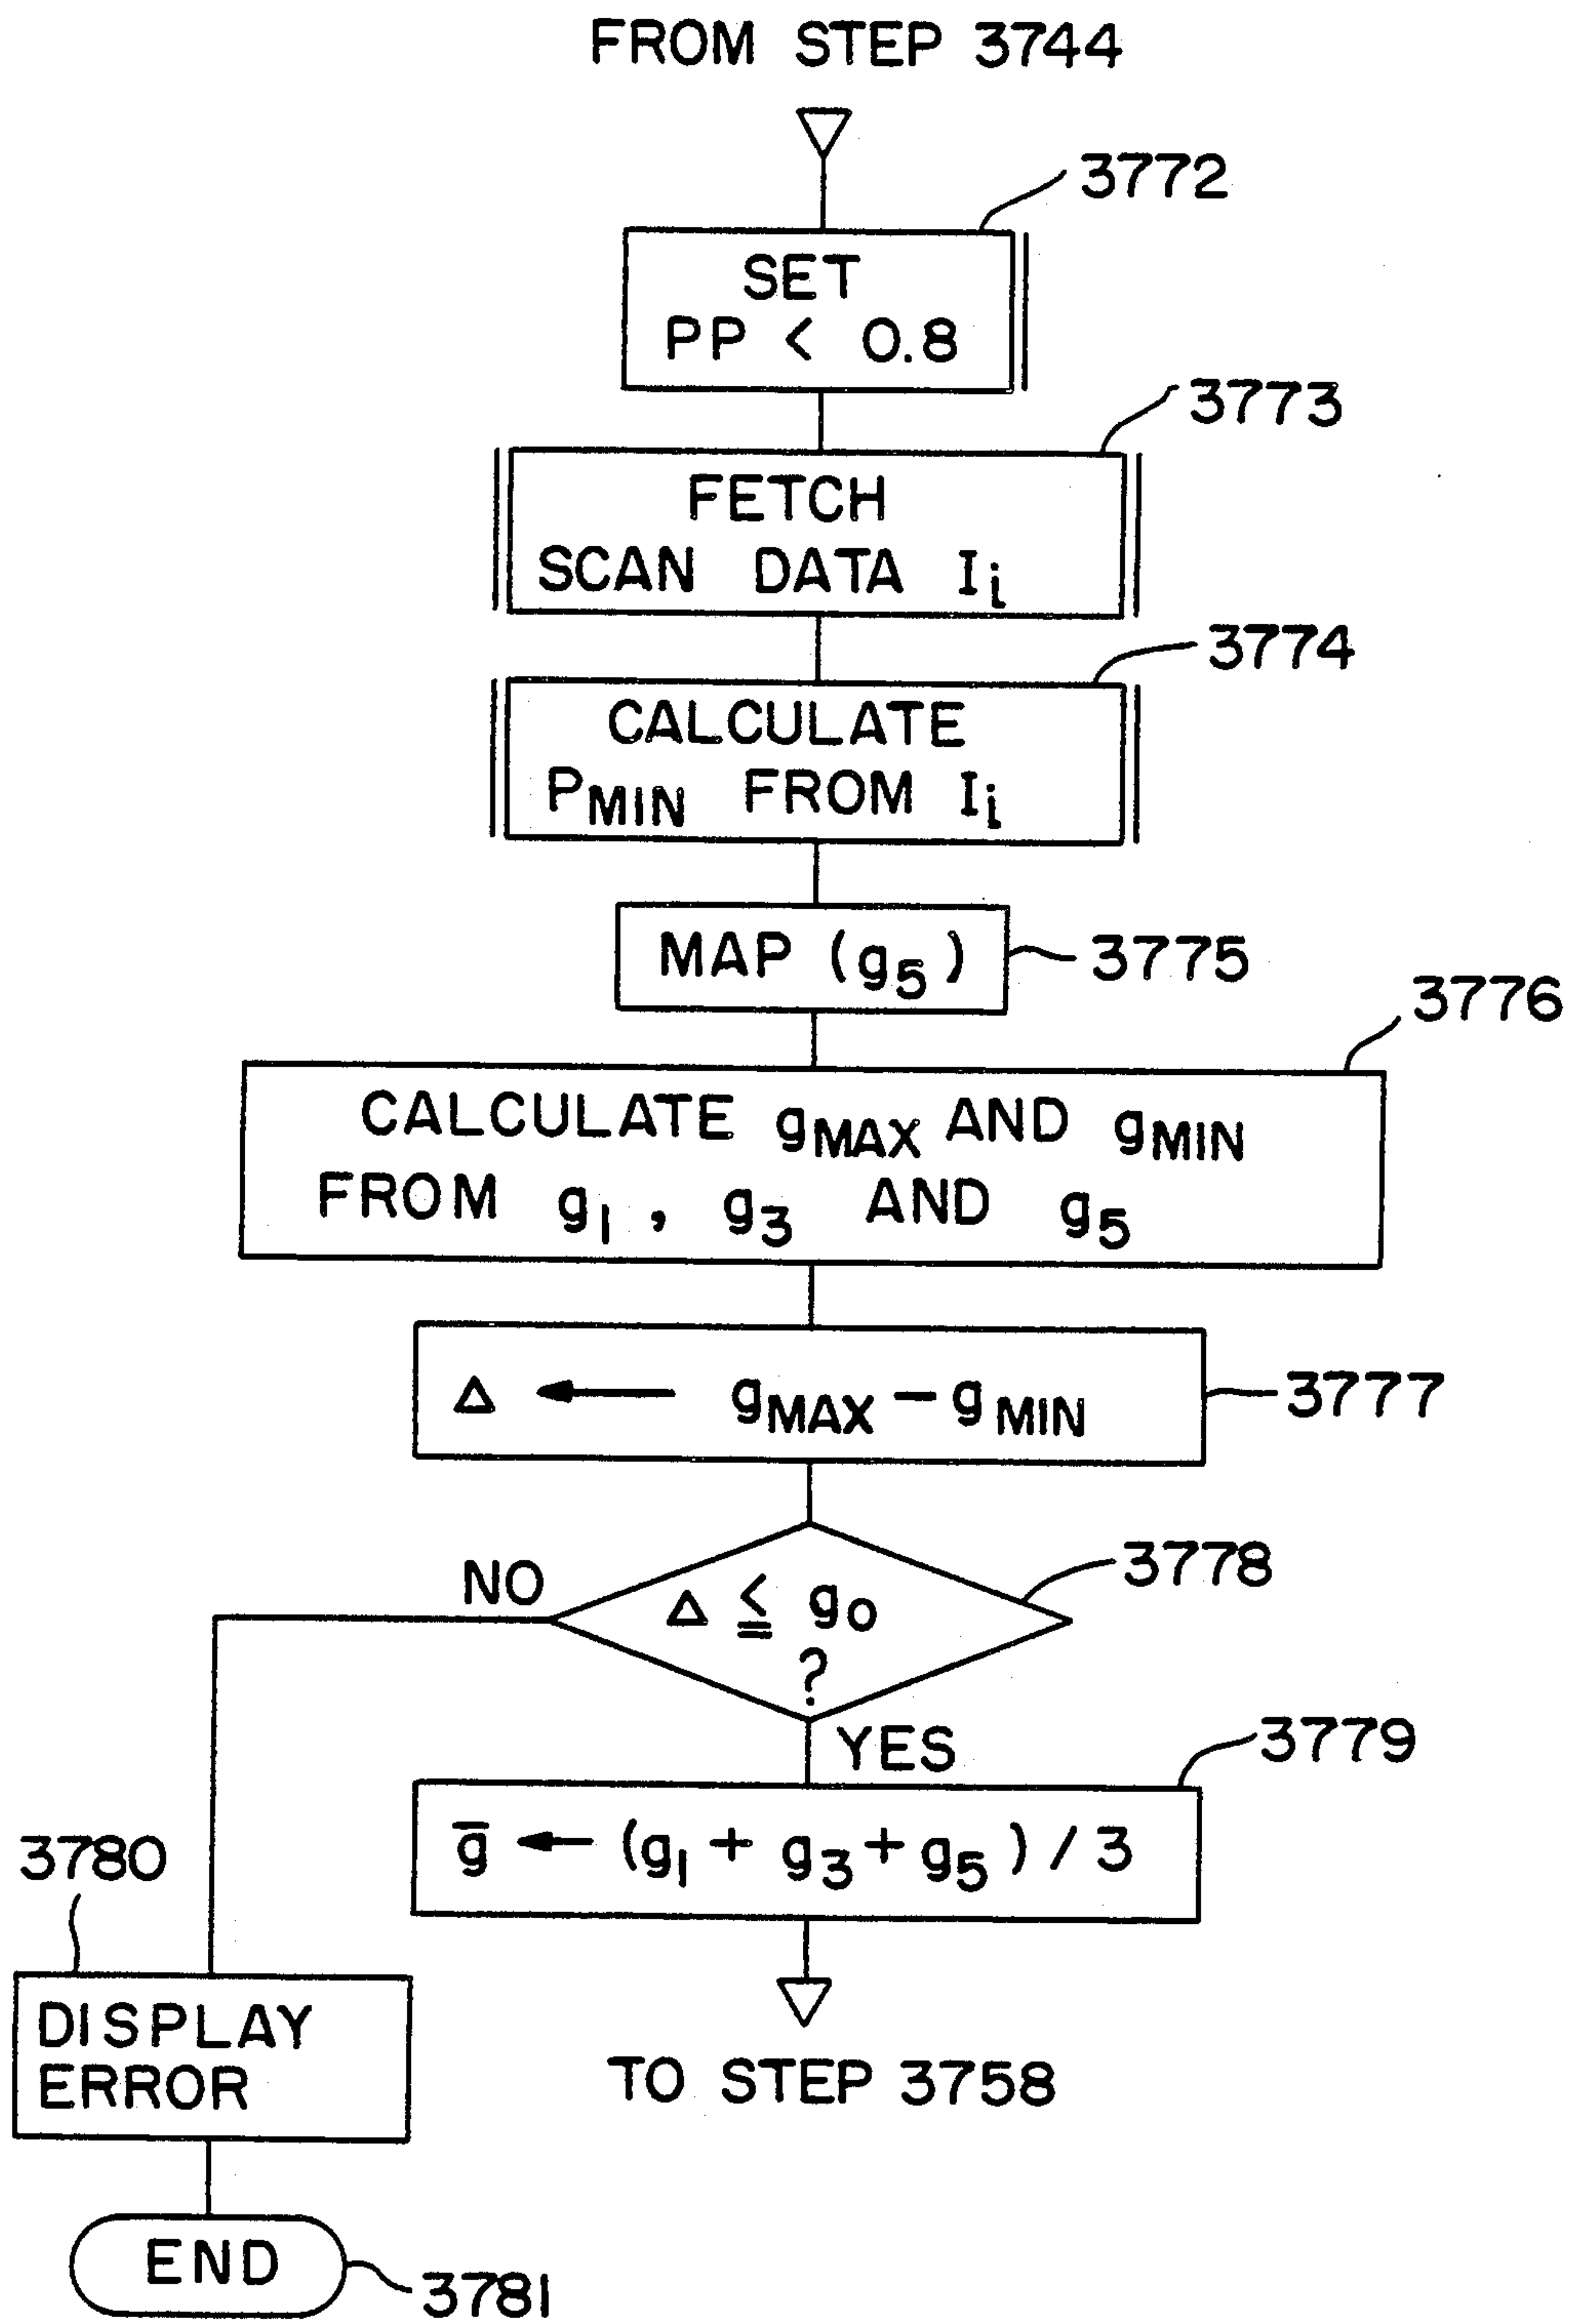 FROM STEP 3744
3772
SET
PP < 0.8
3773
FETCH
SCAN DATA Ii
3774
CALCULATE
PMIN FROM Ii
MAP (g5)
3775
3776
CALCULATE gMAX AND gMIN
FROM g1 , g3 AND g5
Δ ← gMAX − gMIN
3777
NO
3778
Δ ≦ g0
?
YES
3779
g̅ ← (g1 + g3 + g5) / 3
3780
DISPLAY
ERROR
TO STEP 3758
END
3781